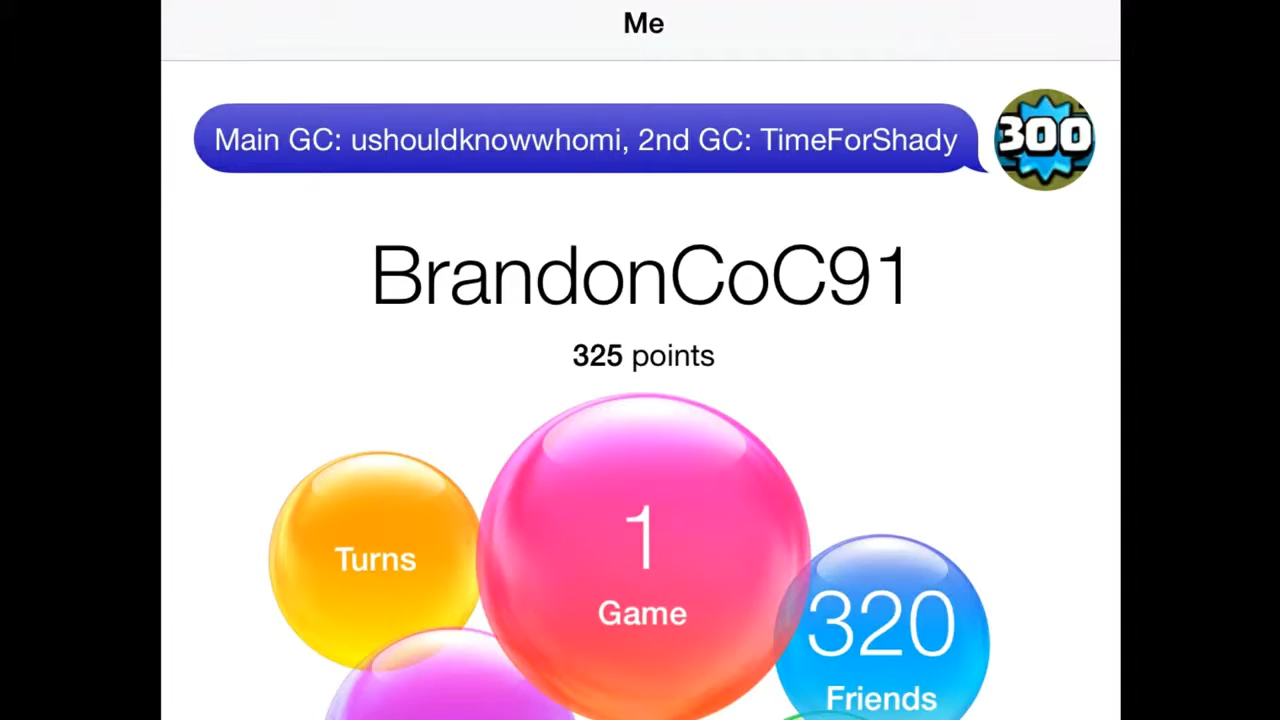 Me
Main GC: ushouldknowwhomi, 2nd GC: TimeForShady
300
BrandonCoC91
325 points
Turns
1
Game
320
Friends